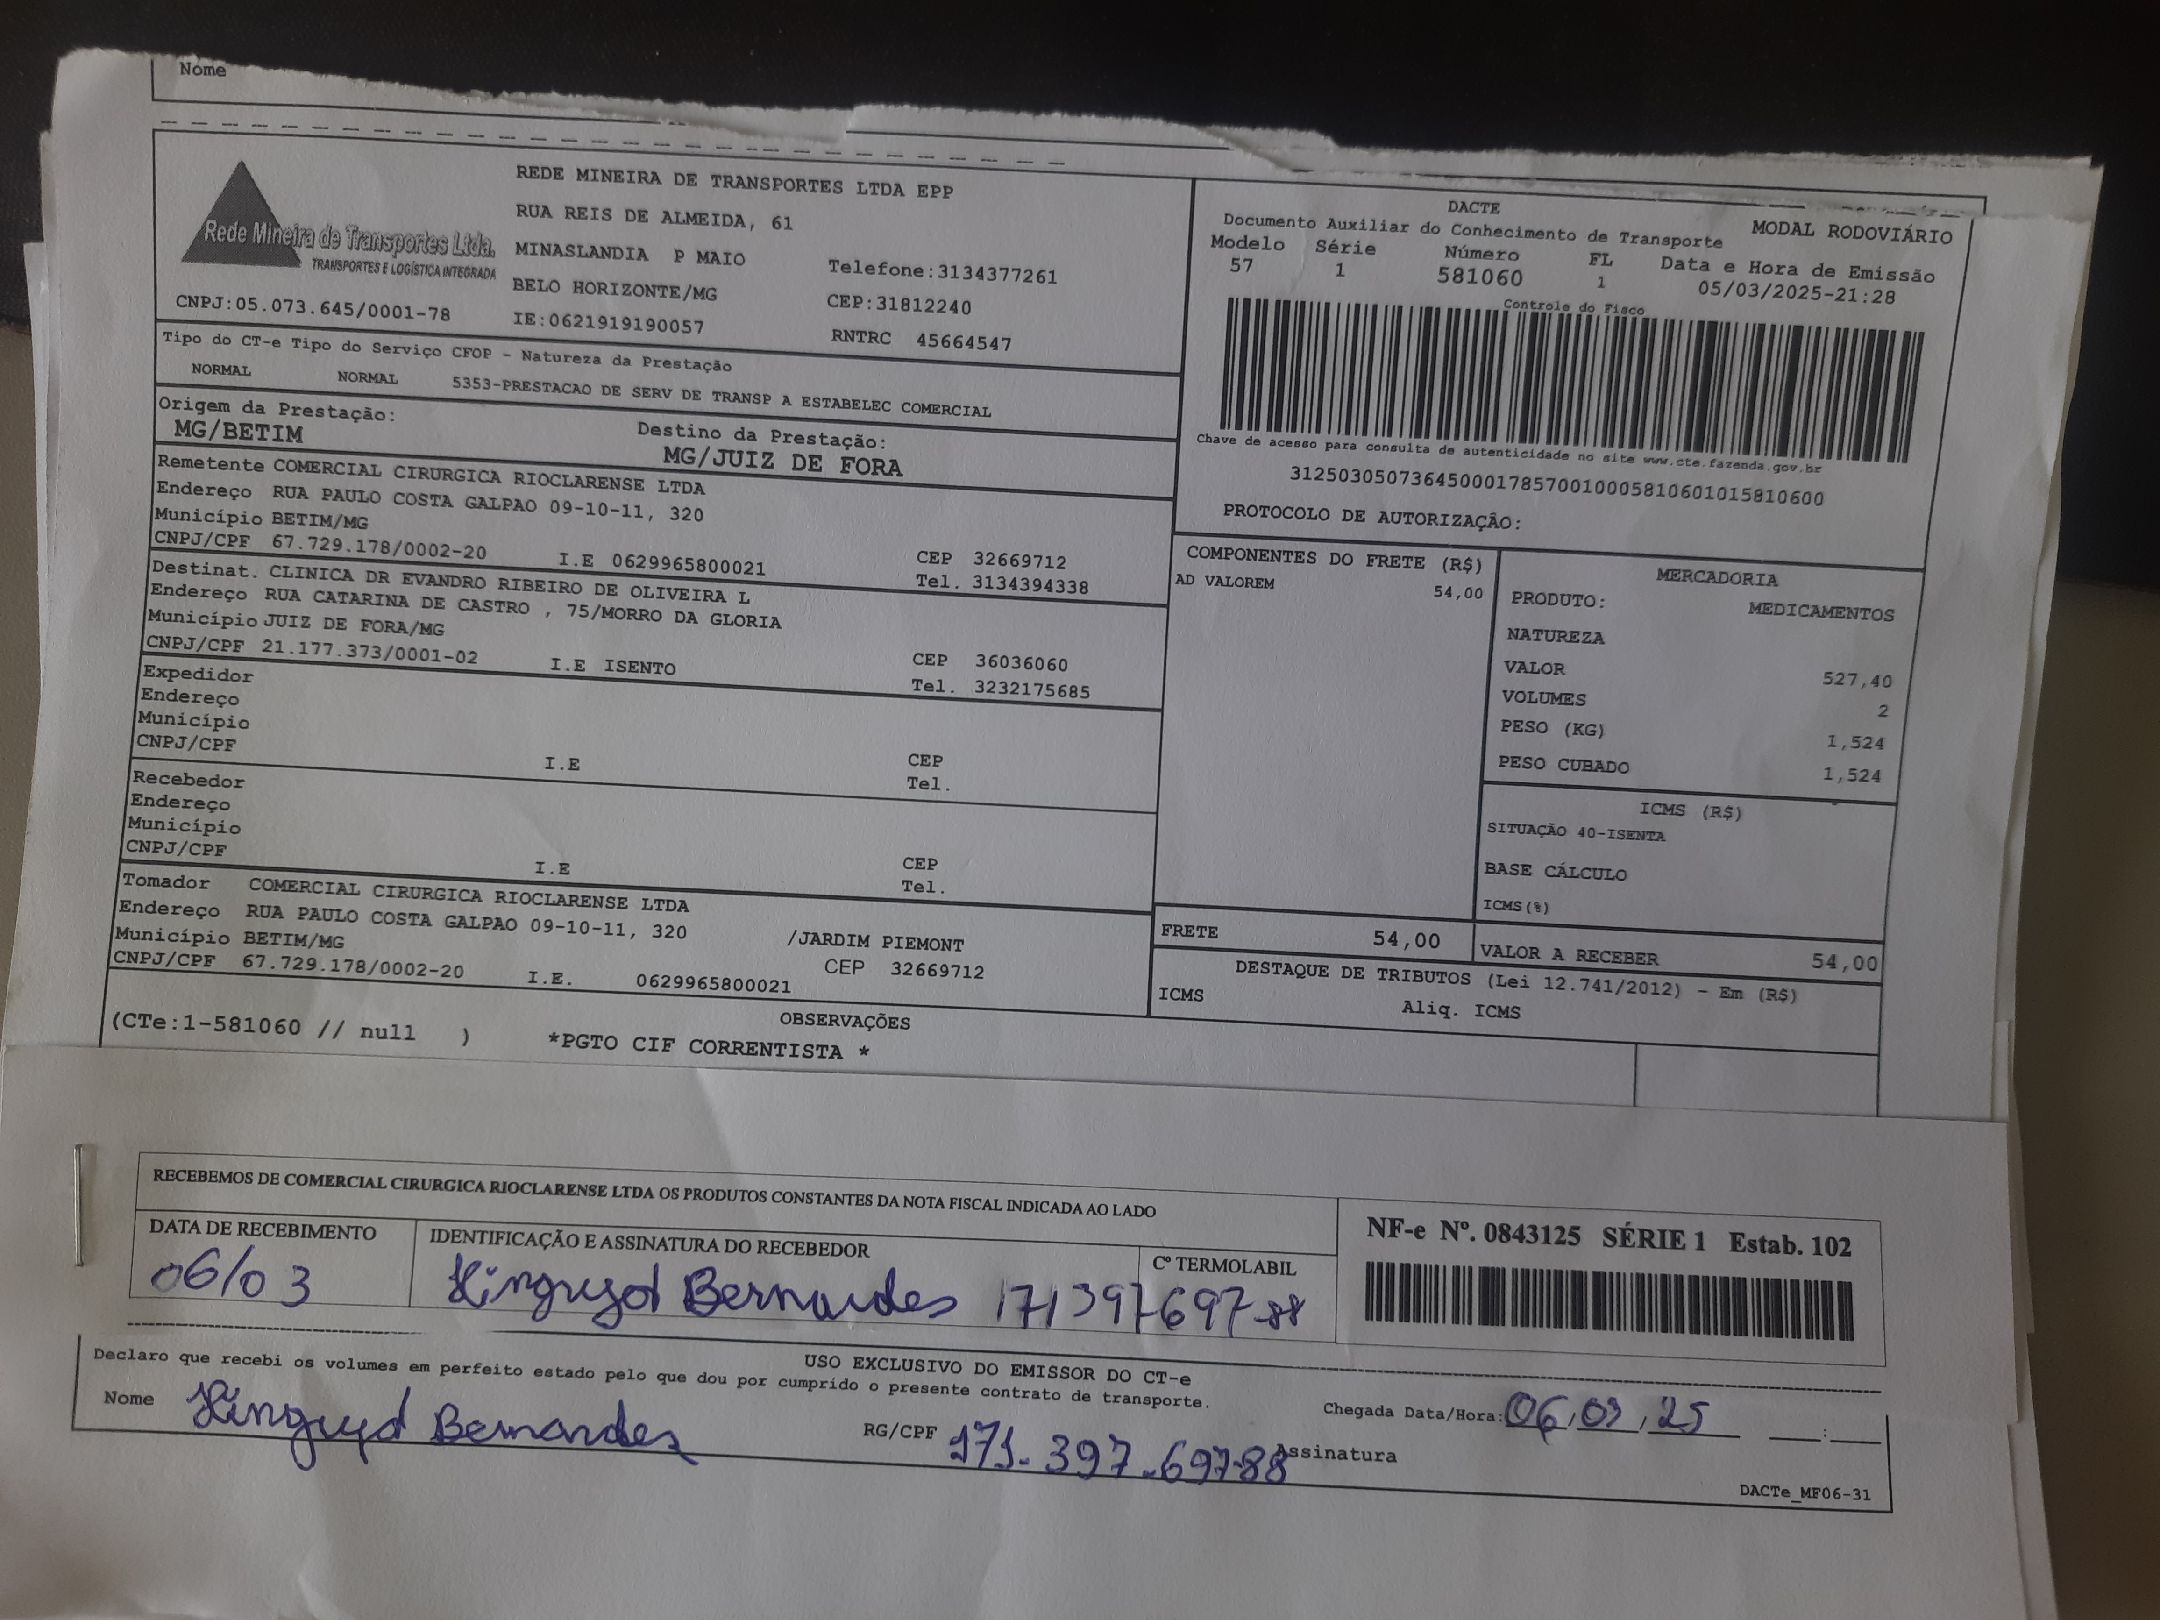 Nome
Rede Mineira de Transportes Ltda.
TRANSPORTES E LOGÍSTICA INTEGRADA
CNPJ:05.073.645/0001-78
REDE MINEIRA DE TRANSPORTES LTDA EPP
RUA REIS DE ALMEIDA, 61
MINASLANDIA P MAIO Telefone:3134377261
BELO HORIZONTE/MG CEP:31812240
IE:0621919190057 RNTRC 45664547
DACTE
Documento Auxiliar do Conhecimento de Transporte MODAL RODOVIÁRIO
Modelo Série Número FL Data e Hora de Emissão
57 1 581060 1 05/03/2025-21:28
Controle do Fisco
Chave de acesso para consulta de autenticidade no site www.cte.fazenda.gov.br
31250305073645000178570010005810601015810600
PROTOCOLO DE AUTORIZAÇÃO:
Tipo do CT-e Tipo do Serviço CFOP - Natureza da Prestação
NORMAL NORMAL 5353-PRESTACAO DE SERV DE TRANSP A ESTABELEC COMERCIAL
Origem da Prestação: Destino da Prestação:
MG/BETIM MG/JUIZ DE FORA
Remetente COMERCIAL CIRURGICA RIOCLARENSE LTDA
Endereço RUA PAULO COSTA GALPAO 09-10-11, 320
Município BETIM/MG CEP 32669712
CNPJ/CPF 67.729.178/0002-20 I.E 0629965800021 Tel. 3134394338
Destinat. CLINICA DR EVANDRO RIBEIRO DE OLIVEIRA L
Endereço RUA CATARINA DE CASTRO , 75/MORRO DA GLORIA
Município JUIZ DE FORA/MG CEP 36036060
CNPJ/CPF 21.177.373/0001-02 I.E ISENTO Tel. 3232175685
Expedidor
Endereço
Município CEP
CNPJ/CPF I.E Tel.
Recebedor
Endereço
Município CEP
CNPJ/CPF I.E Tel.
Tomador COMERCIAL CIRURGICA RIOCLARENSE LTDA
Endereço RUA PAULO COSTA GALPAO 09-10-11, 320 /JARDIM PIEMONT
Município BETIM/MG CEP 32669712
CNPJ/CPF 67.729.178/0002-20 I.E. 0629965800021
COMPONENTES DO FRETE (R$)
AD VALOREM 54,00
MERCADORIA
PRODUTO: MEDICAMENTOS
NATUREZA
VALOR 527,40
VOLUMES 2
PESO (KG) 1,524
PESO CUBADO 1,524
ICMS (R$)
SITUAÇÃO 40-ISENTA
BASE CÁLCULO
ICMS(%)
FRETE 54,00 VALOR A RECEBER 54,00
DESTAQUE DE TRIBUTOS (Lei 12.741/2012) - Em (R$)
ICMS Aliq. ICMS
OBSERVAÇÕES
(CTe:1-581060 // null ) *PGTO CIF CORRENTISTA *
RECEBEMOS DE COMERCIAL CIRURGICA RIOCLARENSE LTDA OS PRODUTOS CONSTANTES DA NOTA FISCAL INDICADA AO LADO
DATA DE RECEBIMENTO IDENTIFICAÇÃO E ASSINATURA DO RECEBEDOR Cº TERMOLABIL
06/03 Bernardes 171397697-88
NF-e Nº. 0843125 SÉRIE 1 Estab. 102
USO EXCLUSIVO DO EMISSOR DO CT-e
Declaro que recebi os volumes em perfeito estado pelo que dou por cumprido o presente contrato de transporte.
Nome Bernardes RG/CPF 171.397.697-88 Assinatura
Chegada Data/Hora: 06,03,25 :
DACTe_MF06-31